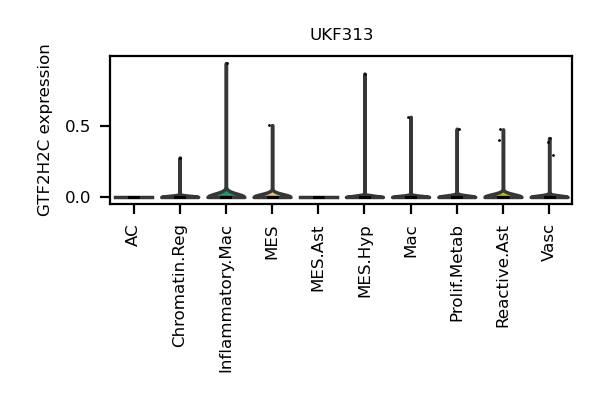 UKF313
GTF2H2C expression
0.5
0.0
AC
Chromatin.Reg
Inflammatory.Mac
MES
MES.Ast
MES.Hyp
Mac
Prolif.Metab
Reactive.Ast
Vasc